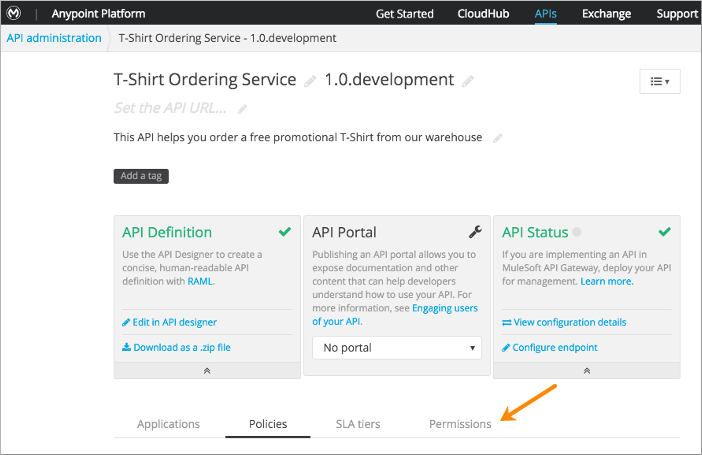 Anypoint Platform
Get Started CloudHub APIs Exchange Support
API administration T-Shirt Ordering Service - 1.0.development
T-Shirt Ordering Service 1.0.development
Set the API URL...
This API helps you order a free promotional T-Shirt from our warehouse
Add a tag
API Definition
Use the API Designer to create a
concise, human-readable API
definition with RAML.
Edit in API designer
Download as a .zip file
API Portal
Publishing an API portal allows you to
expose documentation and other
content that can help developers
understand how to use your API. For
more information, see Engaging users
of your API.
No portal
API Status
If you are implementing an API in
MuleSoft API Gateway, deploy your API
for management. Learn more.
View configuration details
Configure endpoint
Applications Policies SLA tiers Permissions